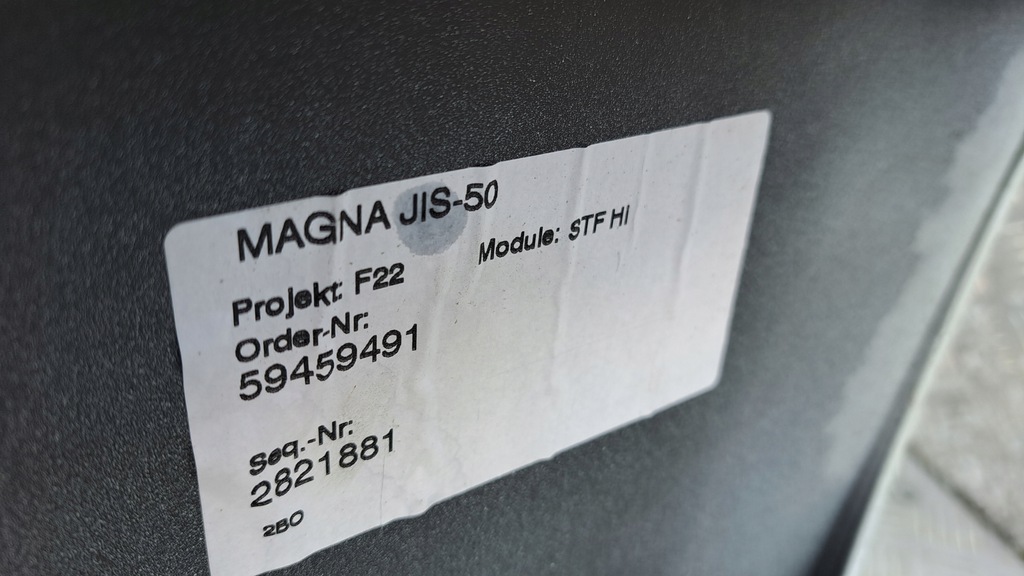 MAGNA JIS-50
Projekt: F22 Module: STF HI
Order-Nr:
59459491
Seq.-Nr:
2821881
2BO